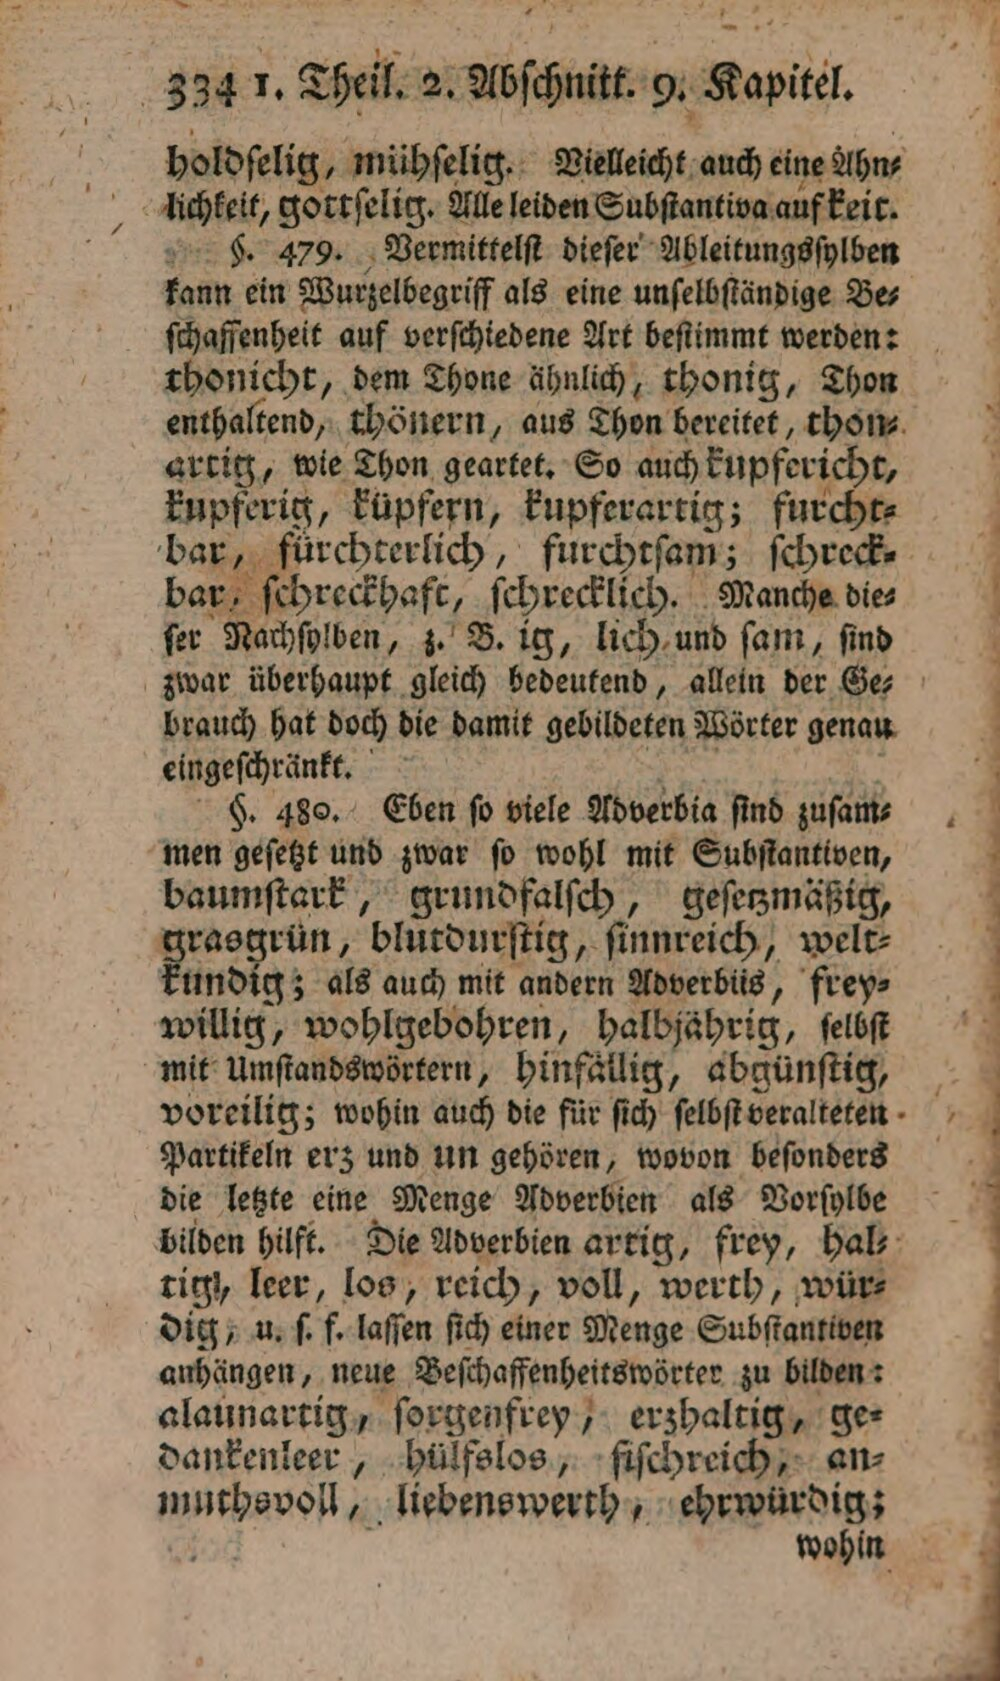 334 1. Theil. 2. Abschnitt. 9. Kapitel.
holdselig, mühselig. Vielleicht auch eine Ähn-
lichkeit, gottselig. Alle leiden Substantiva auf keit.
§. 479. Vermittelst dieser Ableitungssylben
kann ein Wurzelbegriff als eine unselbständige Be-
schaffenheit auf verschiedene Art bestimmt werden:
thonicht, dem Thone ähnlich, thonig, Thon
enthaltend, thönern, aus Thon bereitet, thon-
artig, wie Thon geartet. So auch kupfericht,
kupferig, küpfern, kupferartig; furcht-
bar, fürchterlich, furchtsam; schreck-
bar, schreckhaft, schrecklich. Manche die-
ser Nachsylben, z. B. ig, lich und sam, sind
zwar überhaupt gleich bedeutend, allein der Ge-
brauch hat doch die damit gebildeten Wörter genau
eingeschränkt.
§. 480. Eben so viele Adverbia sind zusam-
men gesetzt und zwar so wohl mit Substantiven,
baumstark, grundfalsch, gesetzmäßig,
grasgrün, blutdurstig, sinnreich, welt-
kundig; als auch mit andern Adverbiis, frey-
willig, wohlgebohren, halbjährig, selbst
mit Umstandswörtern, hinfällig, abgünstig,
voreilig; wohin auch die für sich selbst veralteten
Partikeln erz und un gehören, wovon besonders
die letzte eine Menge Adverbien als Vorsylbe
bilden hilft. Die Adverbien artig, frey, hal-
tig, leer, los, reich, voll, werth, wür-
dig, u. s. f. lassen sich einer Menge Substantiven
anhängen, neue Beschaffenheitswörter zu bilden:
alaunartig, sorgenfrey, erzhaltig, ge-
dankenleer, hülfslos, fischreich, an-
muthsvoll, liebenswerth, ehrwürdig;
wohin